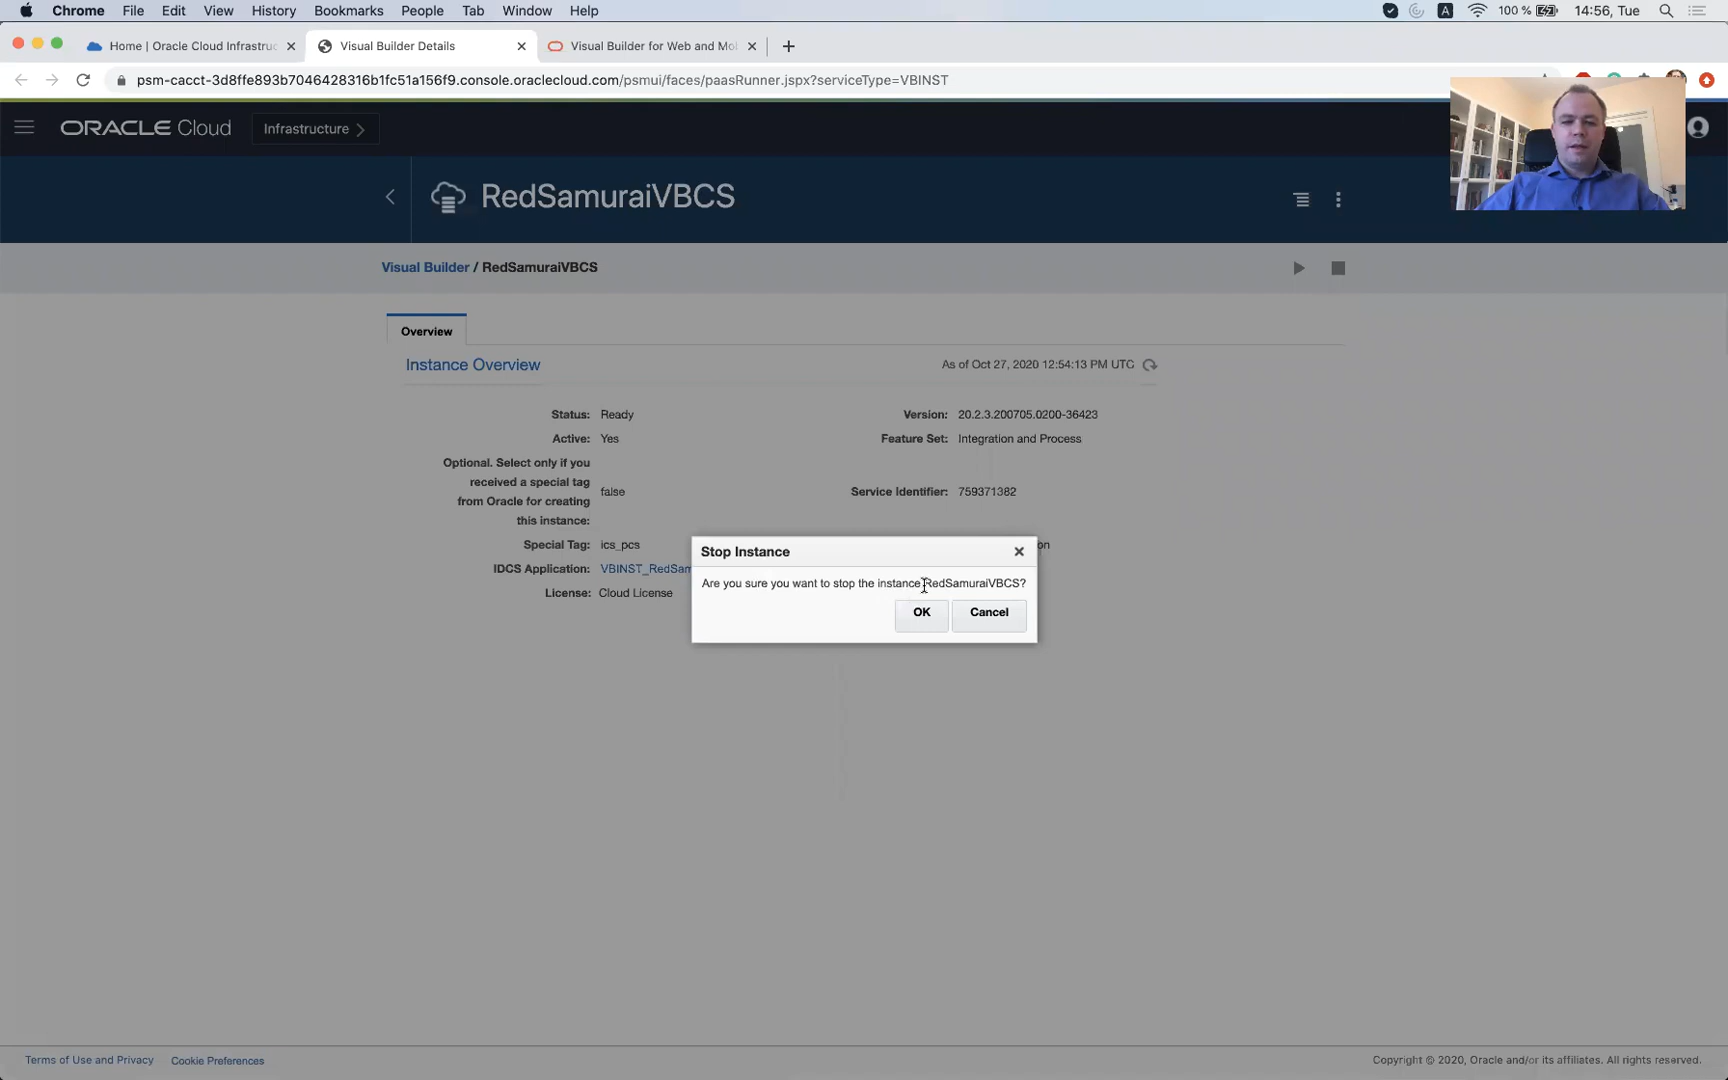 Chrome File Edit View History Bookmarks People Tab Window Help A 100 % 14:56, Tue
Home | Oracle Cloud Infrastruc Visual Builder Details Visual Builder for Web and Mo
psm-cacct-3d8ffe893b7046428316b1fc51a156f9.console.oraclecloud.com/psmui/faces/paasRunner.jspx?serviceType=VBINST
ORACLE Cloud Infrastructure
RedSamuraiVBCS
Visual Builder / RedSamuraiVBCS
Overview
Instance Overview As of Oct 27, 2020 12:54:13 PM UTC
Status: Ready Version: 20.2.3.200705.0200-36423
Active: Yes Feature Set: Integration and Process
Optional. Select only if you
received a special tag
from Oracle for creating
this instance: false Service Identifier: 759371382
Special Tag: ics_pcs on
IDCS Application: VBINST_RedSam
License: Cloud License
Stop Instance
Are you sure you want to stop the instance RedSamuraiVBCS?
OK Cancel
Terms of Use and Privacy Cookie Preferences Copyright © 2020, Oracle and/or its affiliates. All rights reserved.